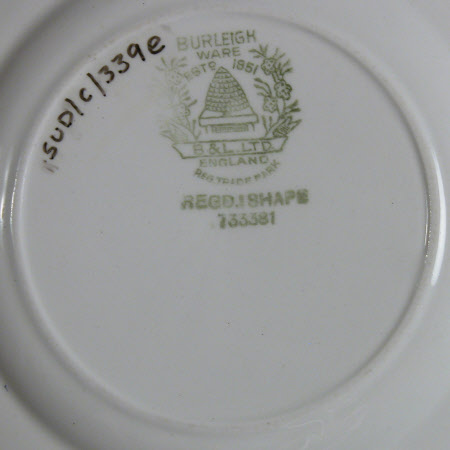 SUD/C/339e
BURLEIGH
WARE
ESTD 1851
B & L. LTD.
ENGLAND
REG TRADE MARK
REGD. SHAPE
733381